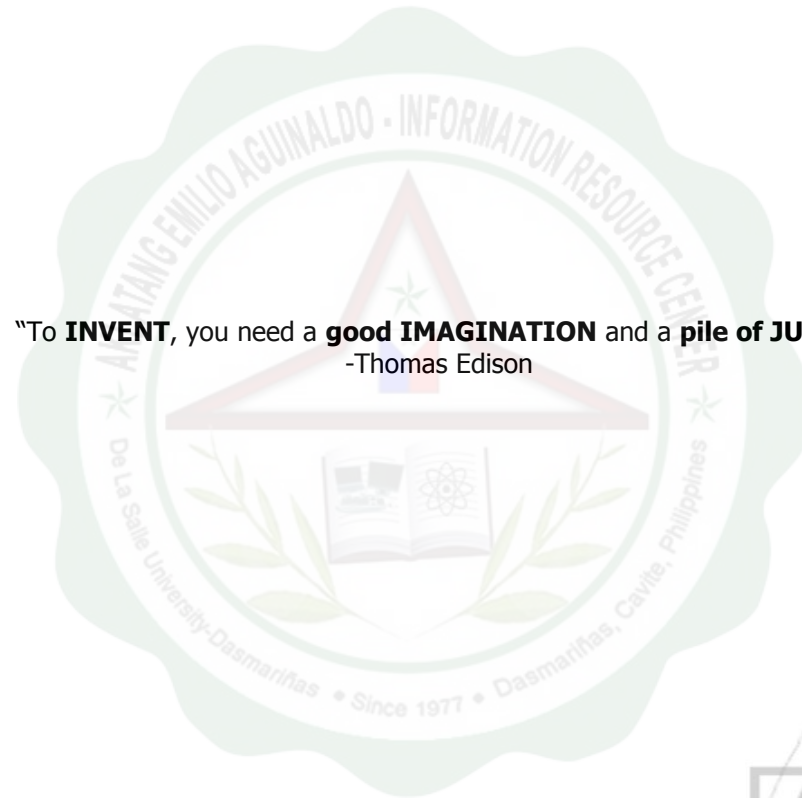 AKLATANG EMILIO AGUINALDO - INFORMATION RESOURCE CENTER
“To INVENT, you need a good IMAGINATION and a pile of
-Thomas Edison
De La Salle University-Dasmariñas • Since 1977 • Dasmariñas, Cavite, Philippines